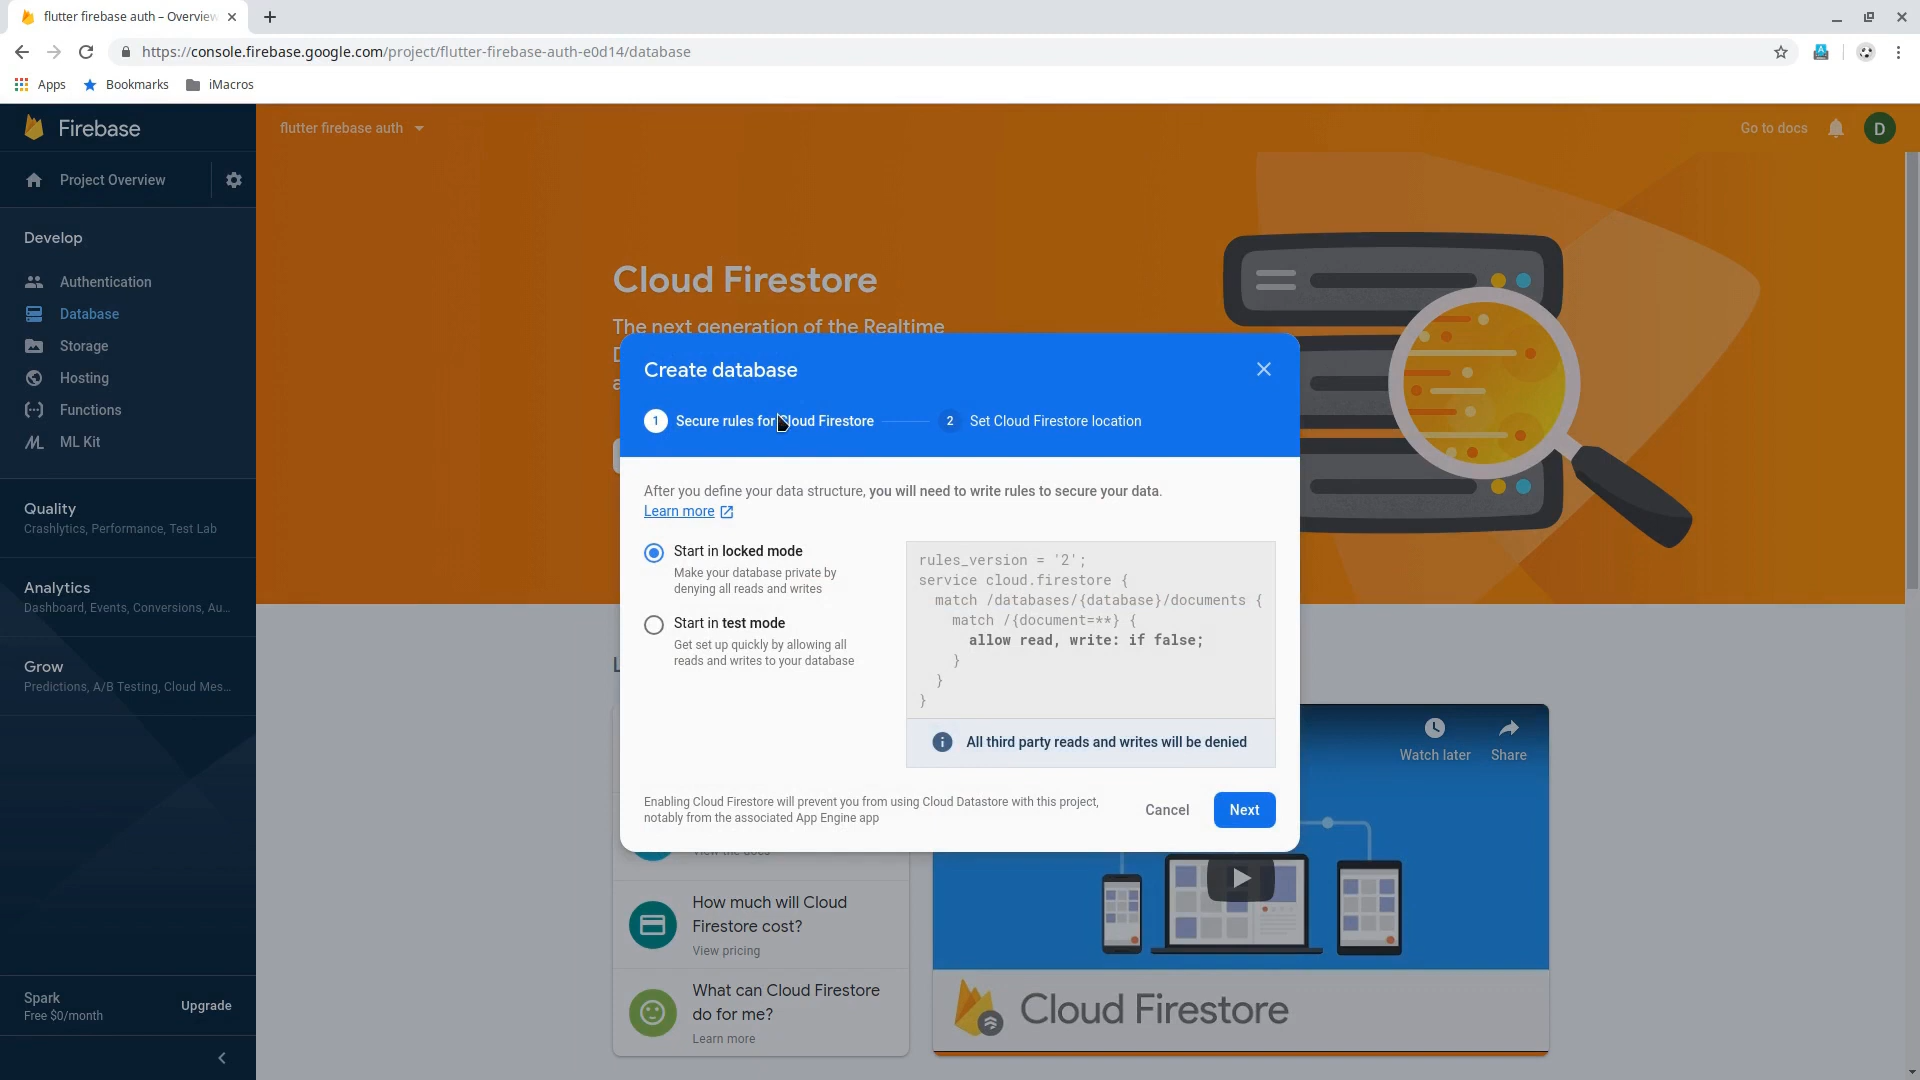 flutter firebase auth – Overview
https://console.firebase.google.com/project/flutter-firebase-auth-e0d14/database
Apps
Bookmarks
iMacros
Firebase
flutter firebase auth
Go to docs
D
Project Overview
Develop
Authentication
Database
Storage
Hosting
Functions
ML Kit
Quality
Crashlytics, Performance, Test Lab
Analytics
Dashboard, Events, Conversions, Au...
Grow
Predictions, A/B Testing, Cloud Mes...
Spark
Free $0/month
Upgrade
Cloud Firestore
The next generation of the Realtime
Create database
1 Secure rules for Cloud Firestore
2 Set Cloud Firestore location
After you define your data structure, you will need to write rules to secure your data.
Learn more
Start in locked mode
Make your database private by
denying all reads and writes
Start in test mode
Get set up quickly by allowing all
reads and writes to your database
rules_version = '2';
service cloud.firestore {
match /databases/{database}/documents {
match /{document=**} {
allow read, write: if false;
}
}
}
All third party reads and writes will be denied
Enabling Cloud Firestore will prevent you from using Cloud Datastore with this project,
notably from the associated App Engine app
Cancel
Next
Watch later
Share
View the docs
How much will Cloud
Firestore cost?
View pricing
What can Cloud Firestore
do for me?
Learn more
Cloud Firestore